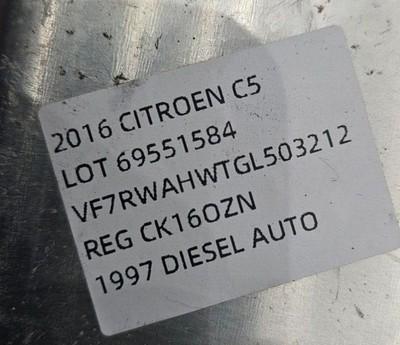 2016 CITROEN C5
LOT 69551584
VF7RWAHWTGL503212
REG CK16OZN
1997 DIESEL AUTO